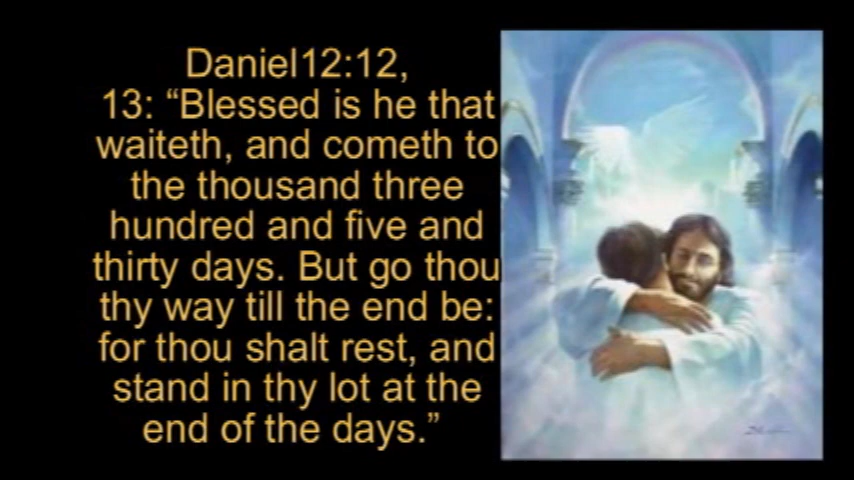 Daniel12:12,
13: “Blessed is he that
waiteth, and cometh to
the thousand three
hundred and five and
thirty days. But go thou
thy way till the end be:
for thou shalt rest, and
stand in thy lot at the
end of the days.”